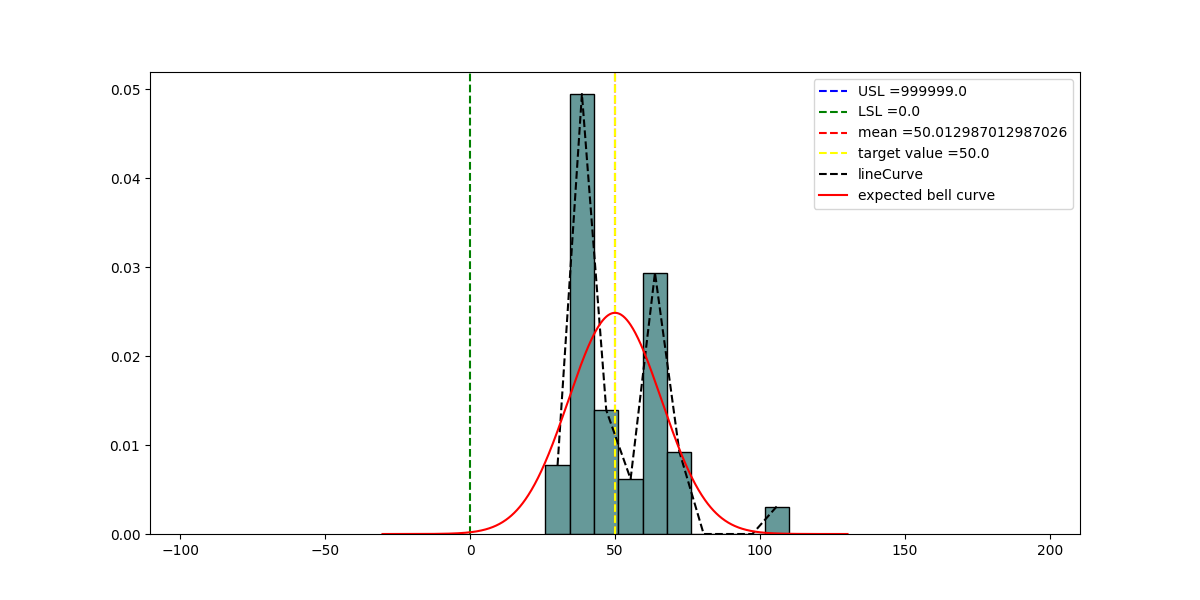 0.05
0.04
0.03
0.02
0.01
0.00
−100
−50
0
50
100
150
200
USL =999999.0
LSL =0.0
mean =50.012987012987026
target value =50.0
lineCurve
expected bell curve